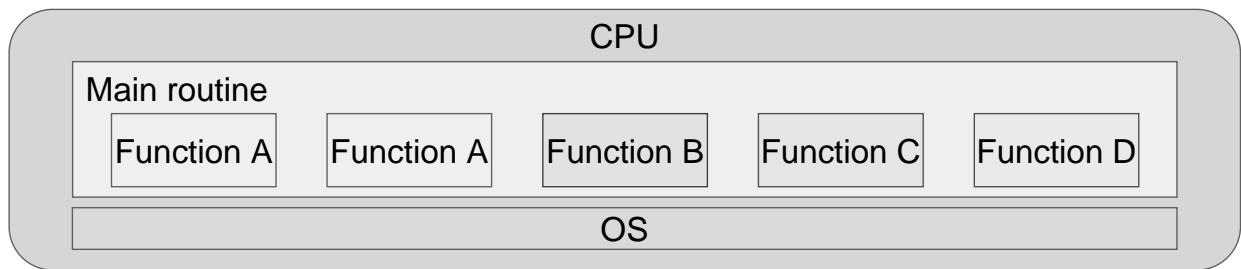 CPU
Main routine
Function A
Function A
Function B
Function C
Function D
OS